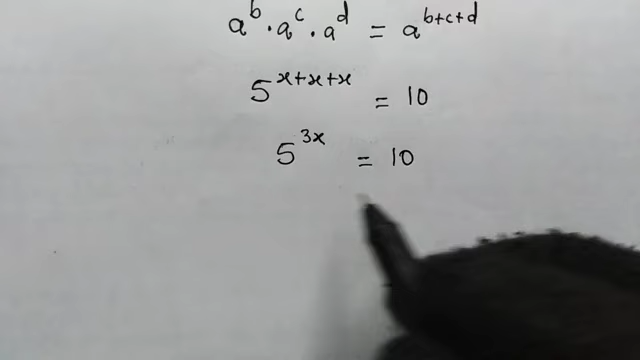 a^b · a^c · a^d = a^{b+c+d}
5^{x+x+x} = 10
5^{3x} = 10